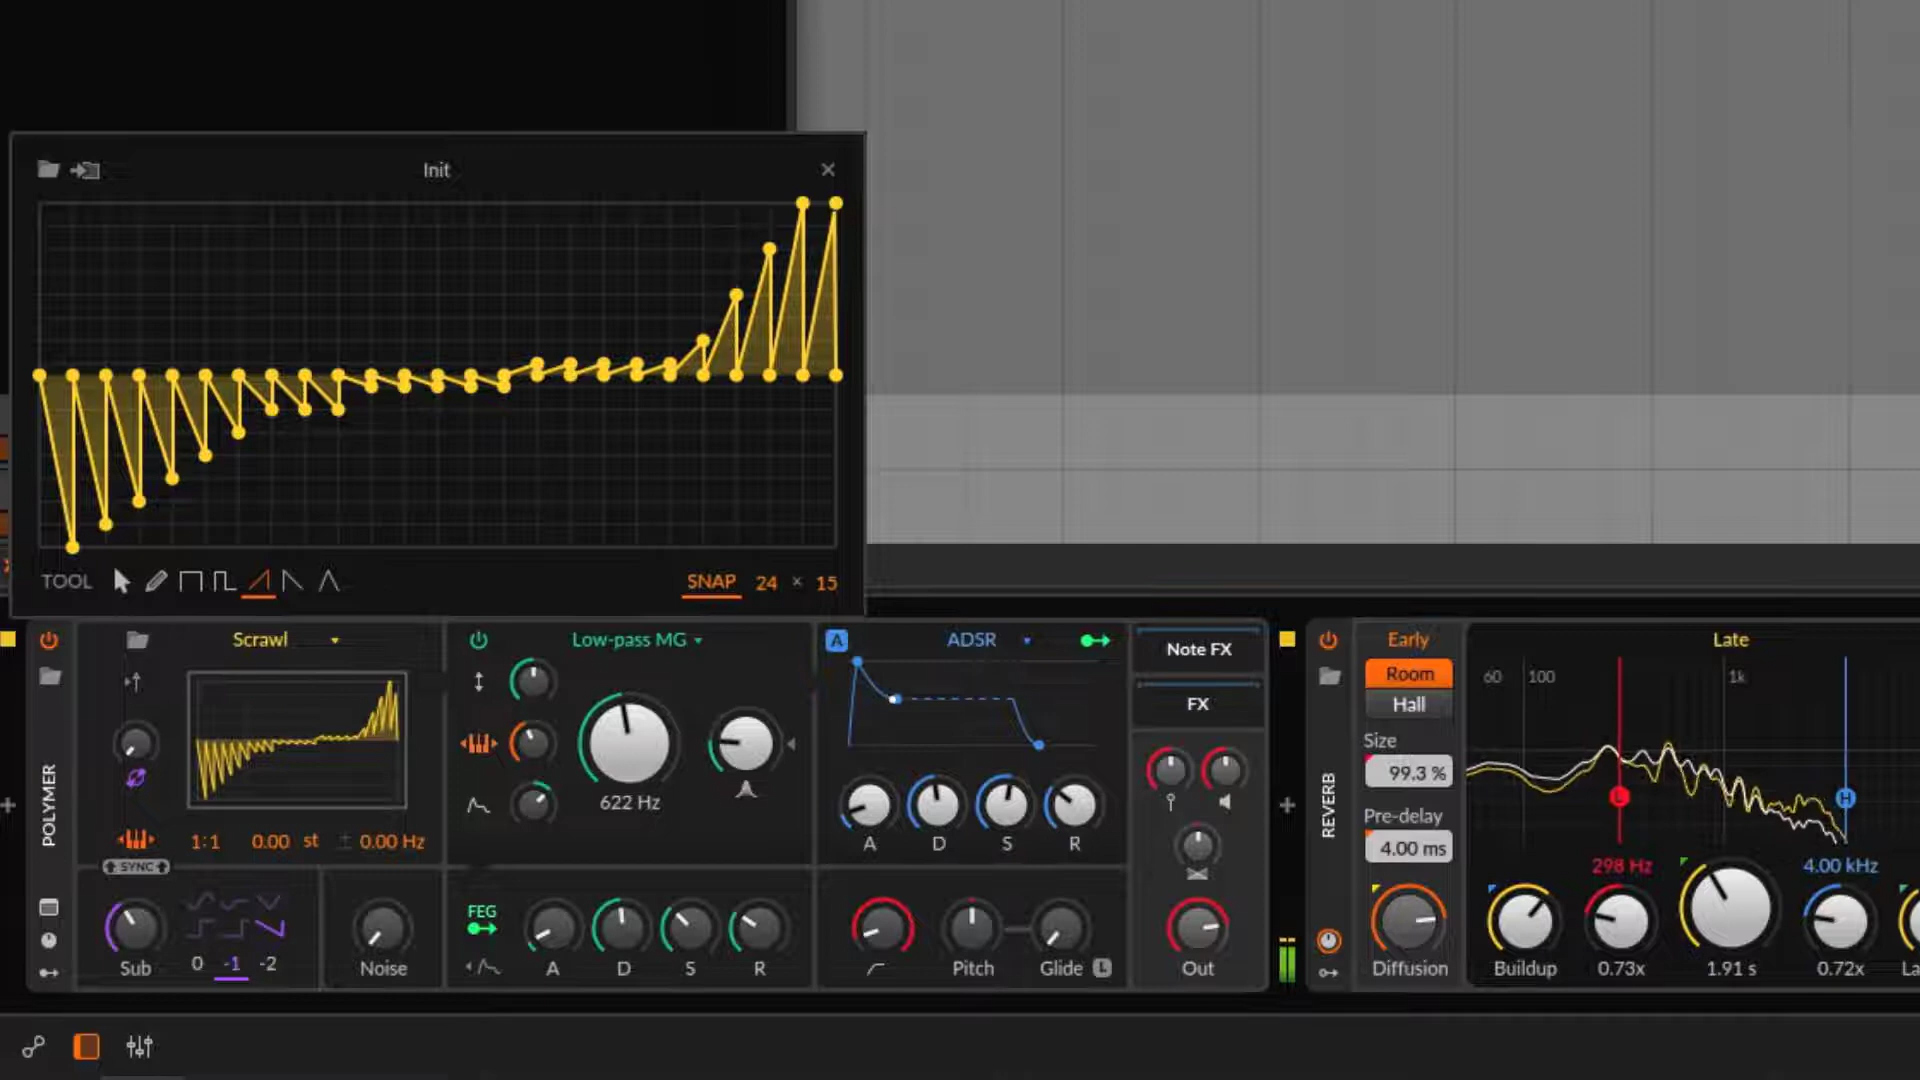 Init
TOOL SNAP 24 × 15
POLYMER
Scrawl
1:1 0.00 st ± 0.00 Hz
SYNC
Sub 0 -1 -2
Noise
Low-pass MG
622 Hz
FEG
A D S R
A ADSR
A D S R
Pitch Glide L
Note FX
FX
Out
REVERB
Early
Room
Hall
Size
99.3 %
Pre-delay
4.00 ms
Diffusion
Late
60 100 1k
L H
298 Hz 4.00 kHz
Buildup 0.73x 1.91 s 0.72x La